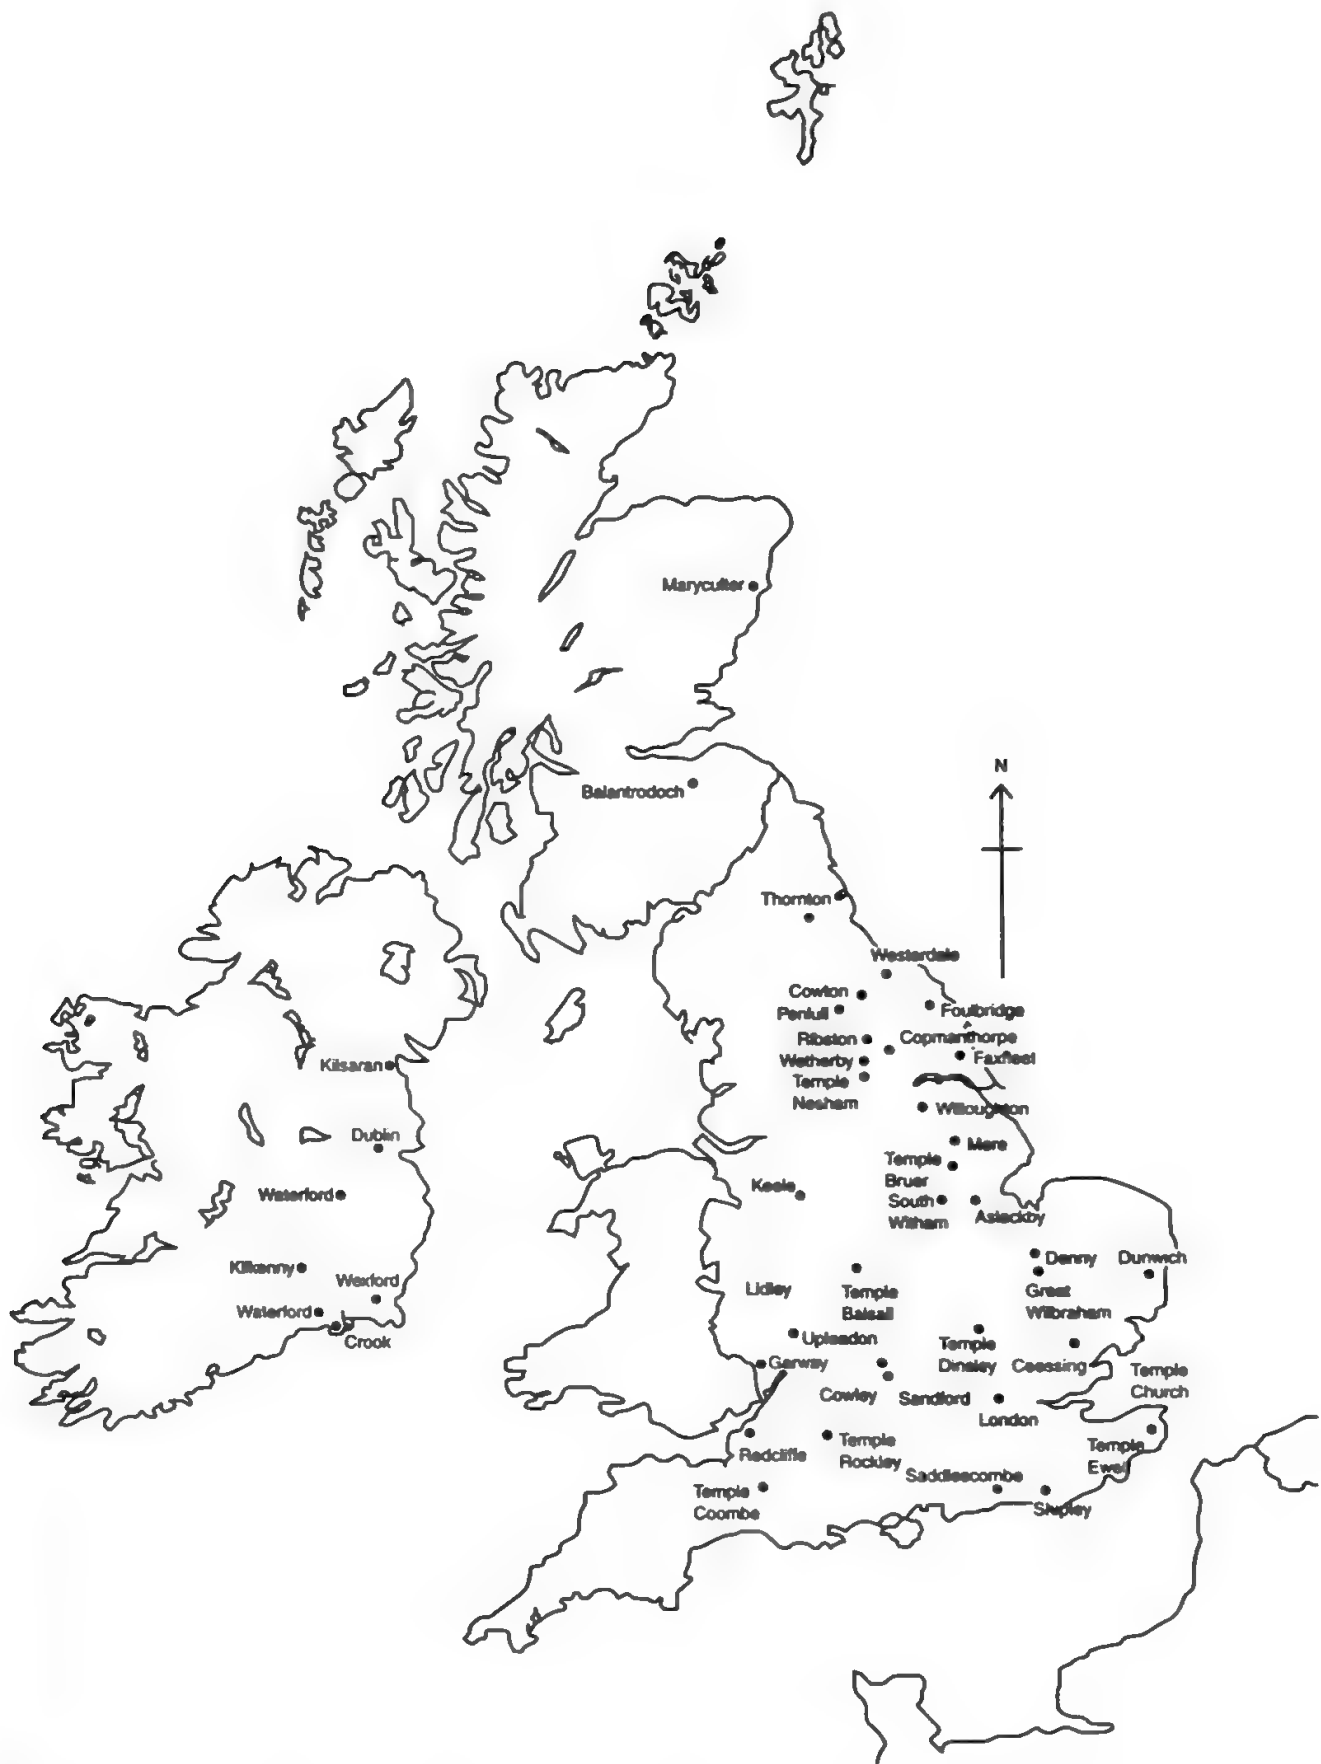 N
Maryculter
Balantrodoch
Thornton
Westerdale
Cowton
Penhill
Foulbridge
Ribston
Copmanthorpe
Wetherby
Faxfleet
Temple
Nesham
Willoughton
Mere
Temple
Bruer
Keele
South
Witham
Aslackby
Denny
Dunwich
Great
Wilbraham
Lidley
Temple
Balsall
Upleadon
Temple
Dinsley
Garway
Cressing
Temple
Church
Cowley
Sandford
London
Temple
Ewell
Redcliffe
Temple
Rockley
Saddlescombe
Temple
Coombe
Shipley
Kilsaran
Dublin
Waterford
Kilkenny
Wexford
Waterford
Crook